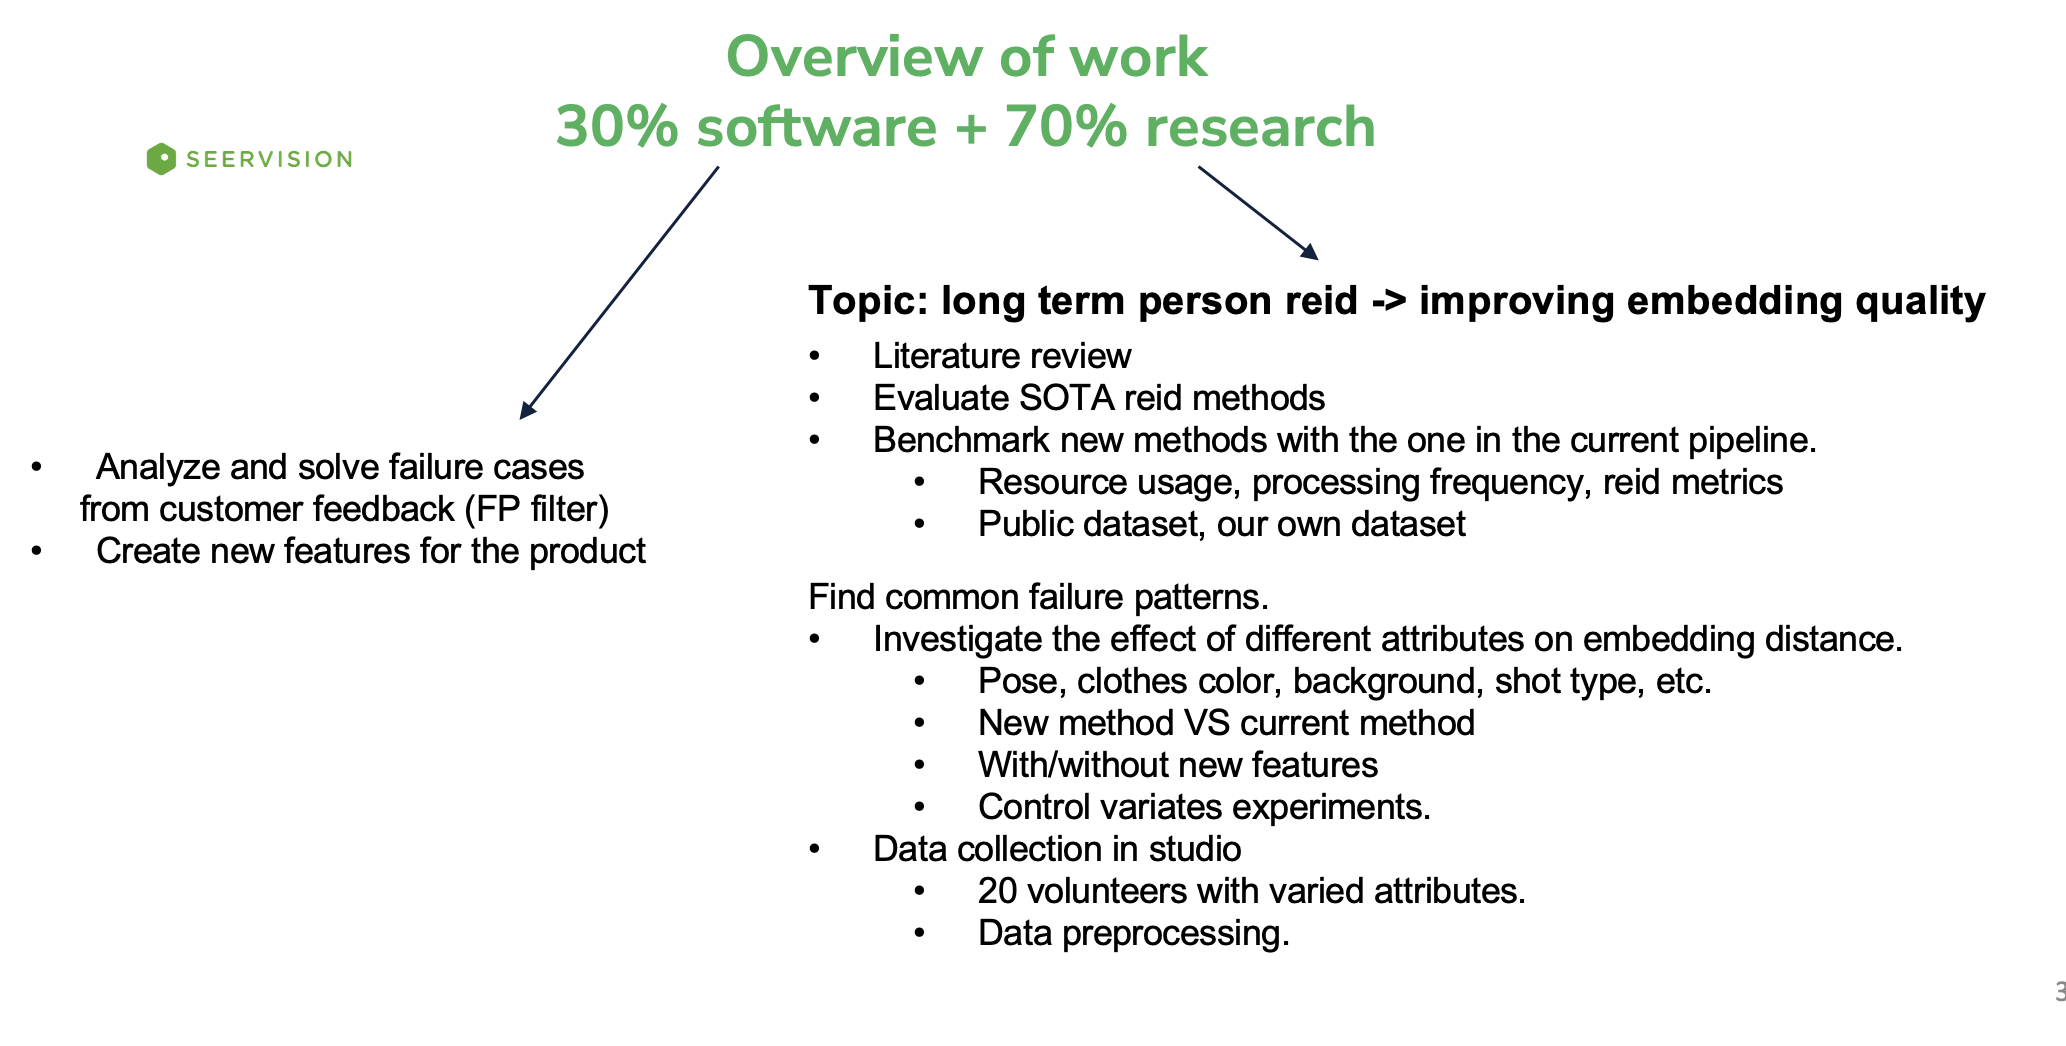 Overview of work
30% software + 70% research
SEERVISION
• Analyze and solve failure cases
from customer feedback (FP filter)
• Create new features for the product
Topic: long term person reid -> improving embedding quality
• Literature review
• Evaluate SOTA reid methods
• Benchmark new methods with the one in the current pipeline.
• Resource usage, processing frequency, reid metrics
• Public dataset, our own dataset
Find common failure patterns.
• Investigate the effect of different attributes on embedding distance.
• Pose, clothes color, background, shot type, etc.
• New method VS current method
• With/without new features
• Control variates experiments.
• Data collection in studio
• 20 volunteers with varied attributes.
• Data preprocessing.
3